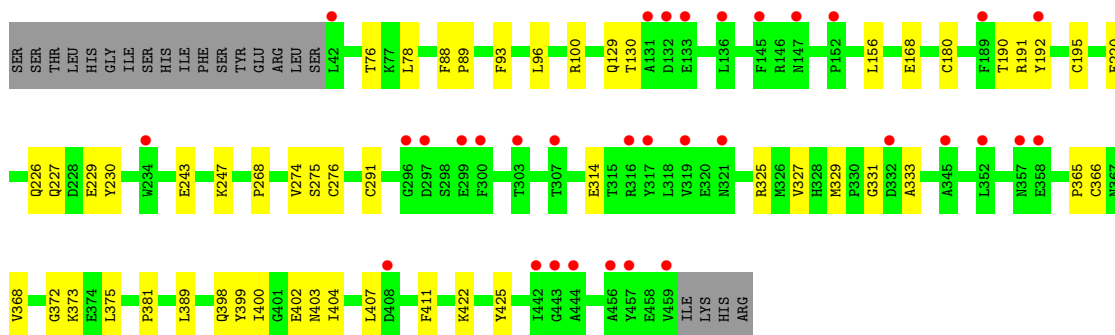 SER SER THR LEU HIS GLY ILE SER HIS HIS ILE PHE SER TYR GLU ARG LEU SER L42 T76 K77 L78 F88 P89 F93 L96 R100 Q129 T130 A131 D132 E133 L136 F145 R146 N147 P152 L156 E168 C180 F189 T190 R191 Y192 C195
Q226 Q227 D228 E229 Y230 W234 E243 K247 P268 V274 S275 C276 C291 G296 D297 S298 E299 F300 T303 T307 E314 T315 R316 Y317 L318 V319 E320 N321 R325 M326 V327 H328 M329 P330 G331 D332 A333 A345 L352 N357 E358 P365 C366 N367
V368 G372 K373 E374 L375 P381 L389 Q398 Y399 I400 G401 E402 N403 I404 L407 D408 F411 K422 Y425 I442 G443 A444 A456 Y457 E458 V459 ILE LYS HIS ARG